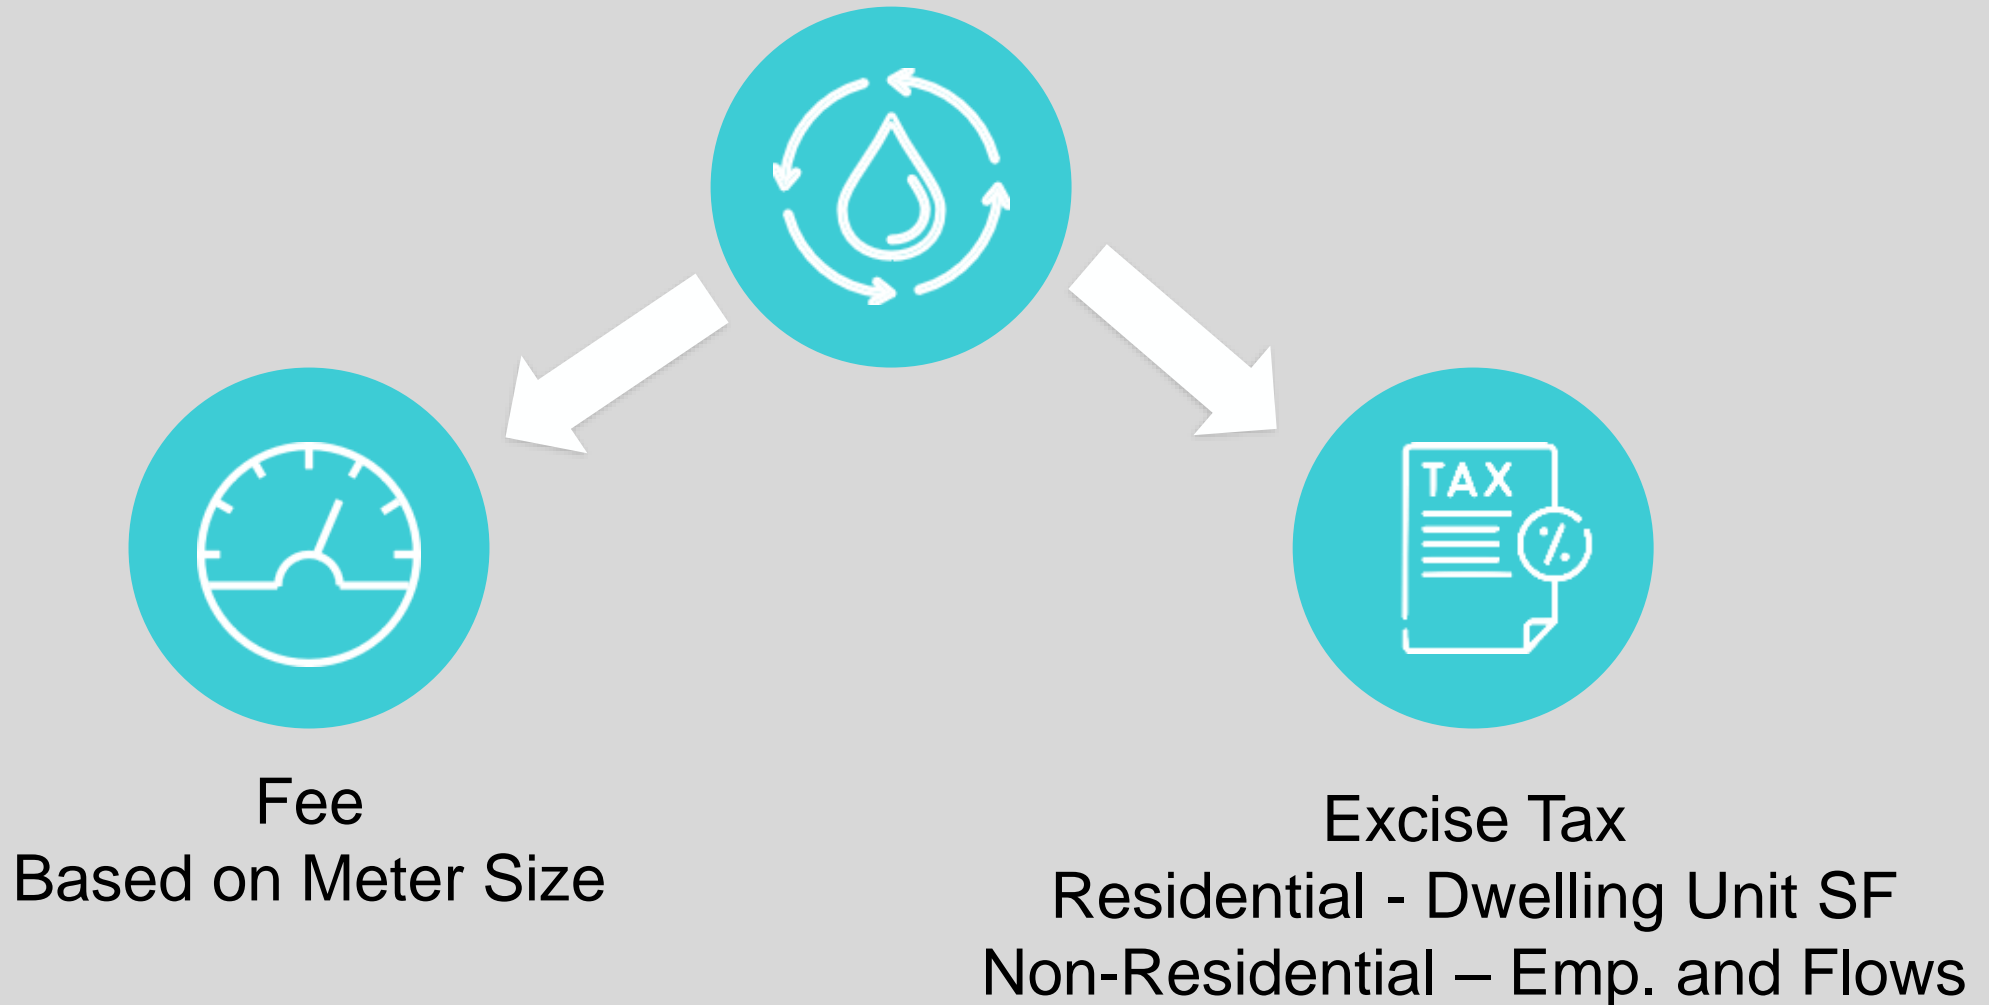 TAX
%
Fee
Based on Meter Size
Excise Tax
Residential - Dwelling Unit SF
Non-Residential – Emp. and Flows